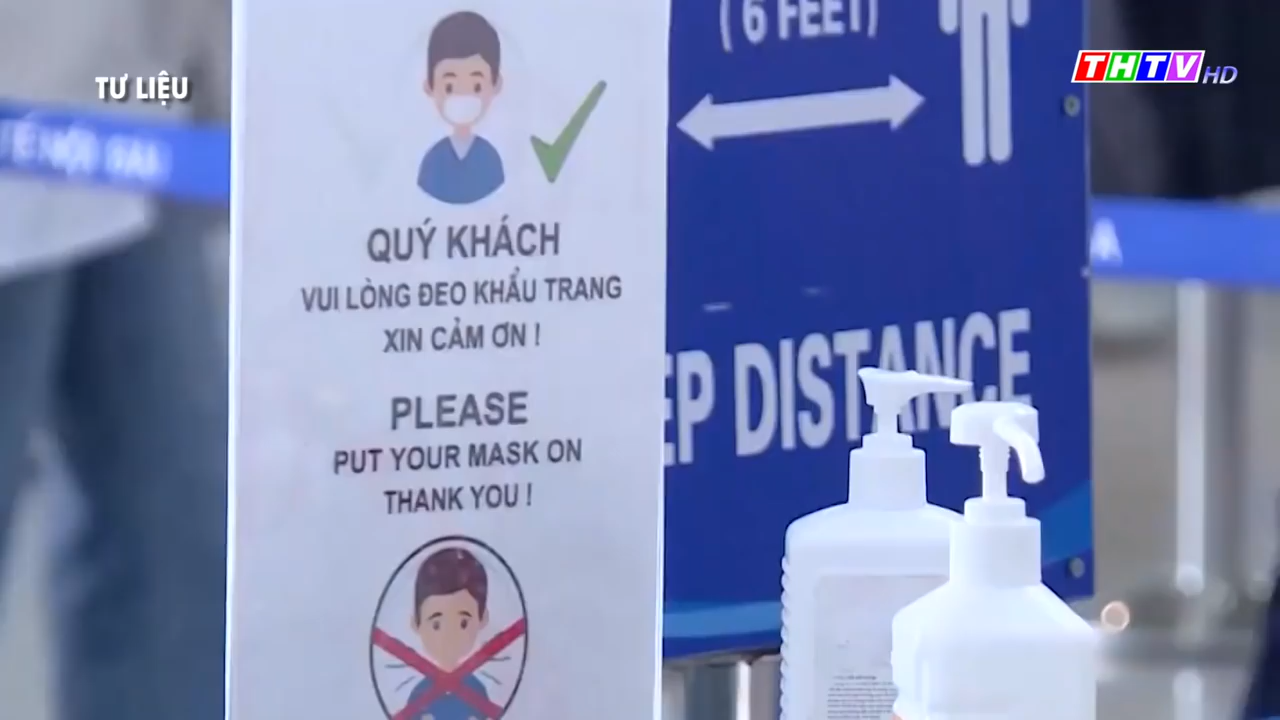 TƯ LIỆU
THTV HD
( 6 FEET)
QUÝ KHÁCH
VUI LÒNG ĐEO KHẨU TRANG
XIN CẢM ƠN !
PLEASE
PUT YOUR MASK ON
THANK YOU !
EP DISTANCE